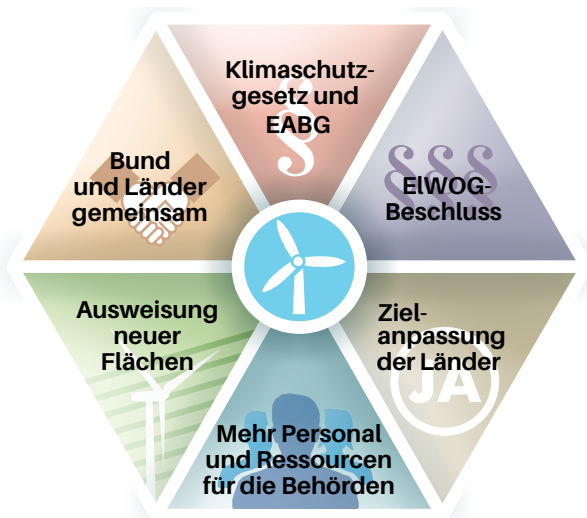 Klimaschutz-
gesetz und
EABG
§
ElWOG-
Beschluss
§§§
Ziel-
anpassung
der Länder
JA
Mehr Personal
und Ressourcen
für die Behörden
Ausweisung
neuer
Flächen
Bund
und Länder
gemeinsam